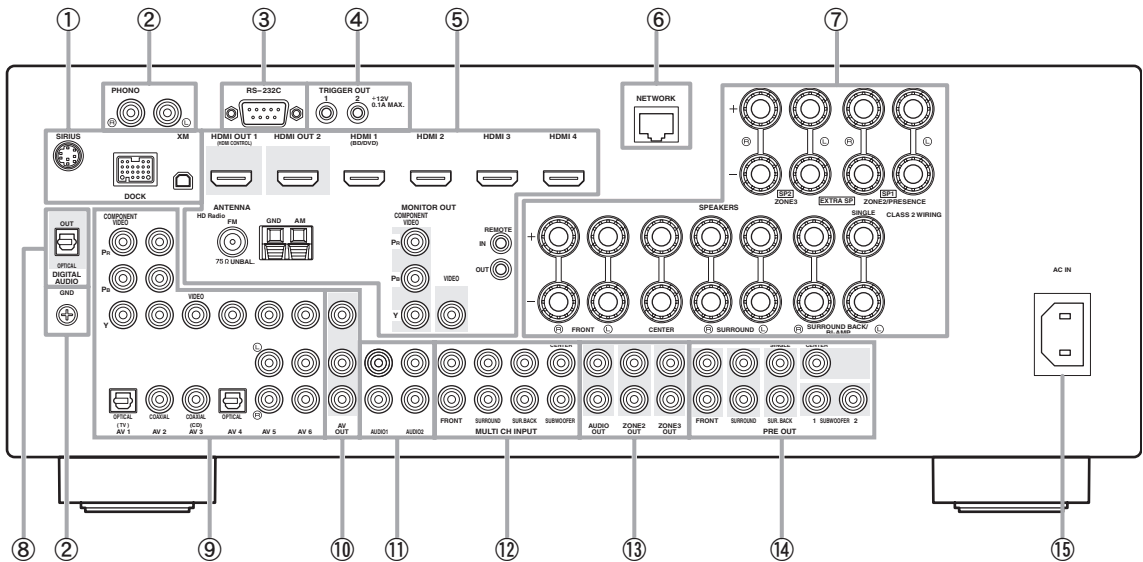 ① ② ③ ④ ⑤ ⑥ ⑦
PHONO
Ⓡ Ⓛ
RS–232C
TRIGGER OUT
1 2
+12V
0.1A MAX.
NETWORK
SIRIUS
XM
DOCK
HDMI OUT 1
(HDMI CONTROL)
HDMI OUT 2
HDMI 1
(BD/DVD)
HDMI 2
HDMI 3
HDMI 4
+
Ⓡ Ⓛ Ⓡ Ⓛ
–
SP2
ZONE3
EXTRA SP
SP1
ZONE2/PRESENCE
ANTENNA
HD Radio
FM
GND AM
75 Ω UNBAL.
MONITOR OUT
COMPONENT
VIDEO
PR
PB
Y
VIDEO
REMOTE
IN
OUT
SPEAKERS
SINGLE
CLASS 2 WIRING
+
–
Ⓡ FRONT Ⓛ
CENTER
Ⓡ SURROUND Ⓛ
Ⓡ SURROUND BACK/ Ⓛ
BI-AMP
AC IN
OUT
OPTICAL
DIGITAL
AUDIO
GND
COMPONENT
VIDEO
PR
PB
Y
VIDEO
Ⓛ
Ⓡ
OPTICAL
(TV)
AV 1
COAXIAL
AV 2
COAXIAL
(CD)
AV 3
OPTICAL
AV 4
AV 5
AV 6
AV
OUT
AUDIO1
AUDIO2
CENTER
FRONT SURROUND SUR.BACK SUBWOOFER
MULTI CH INPUT
AUDIO
OUT
ZONE2
OUT
ZONE3
OUT
SINGLE CENTER
FRONT SURROUND SUR. BACK 1 SUBWOOFER 2
PRE OUT
⑧ ② ⑨ ⑩ ⑪ ⑫ ⑬ ⑭ ⑮